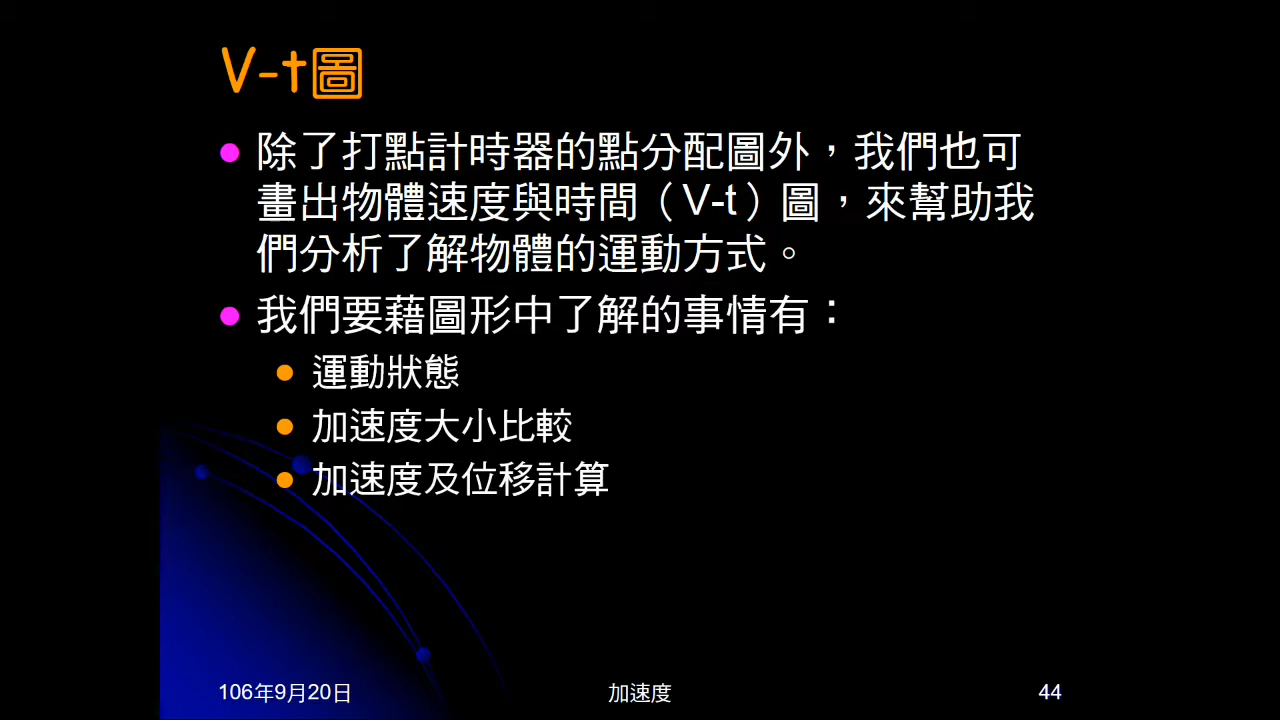 V-t圖
除了打點計時器的點分配圖外，我們也可
畫出物體速度與時間（V-t）圖，來幫助我
們分析了解物體的運動方式。
我們要藉圖形中了解的事情有：
運動狀態
加速度大小比較
加速度及位移計算
106年9月20日
加速度
44